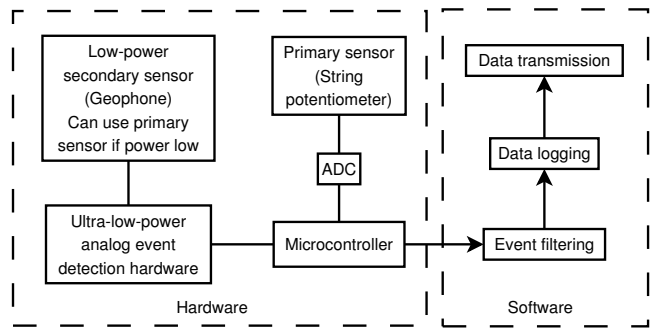 Low-power
secondary sensor
(Geophone)
Can use primary
sensor if power low
Primary sensor
(String
potentiometer)
ADC
Ultra-low-power
analog event
detection hardware
Microcontroller
Hardware
Data transmission
Data logging
Event filtering
Software